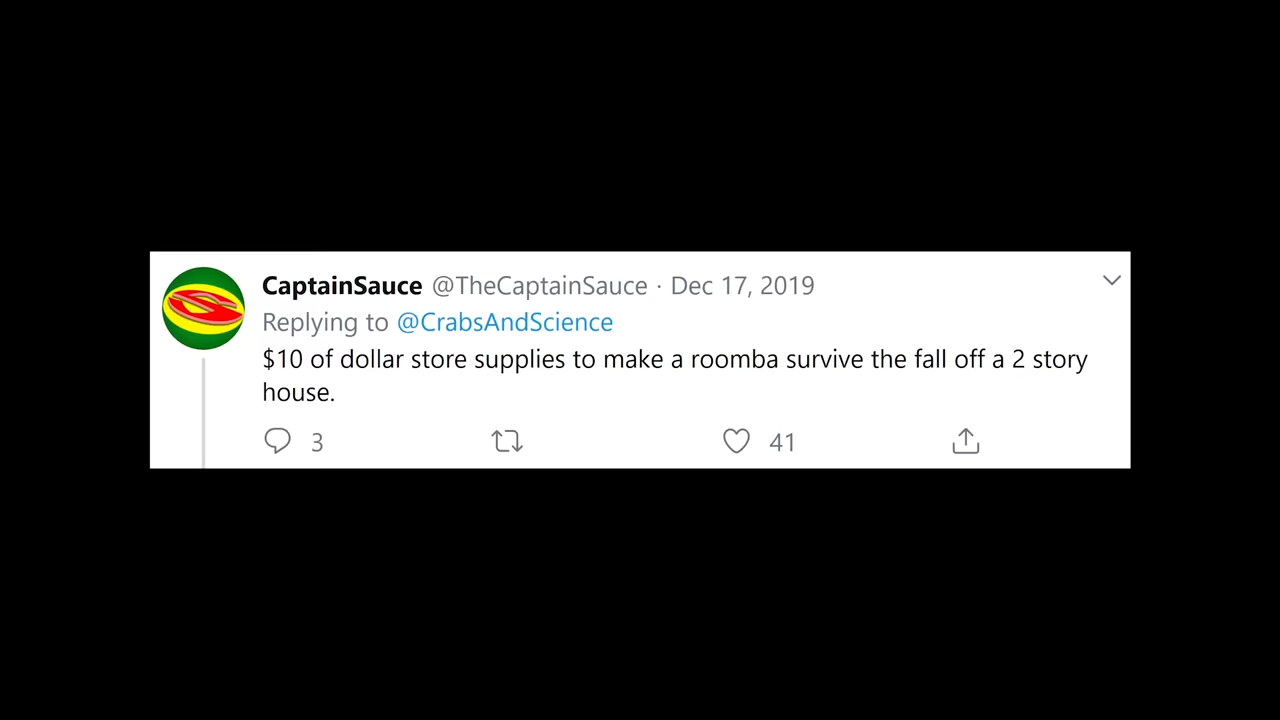 CaptainSauce @TheCaptainSauce · Dec 17, 2019
Replying to @CrabsAndScience
$10 of dollar store supplies to make a roomba survive the fall off a 2 story
house.
3 41